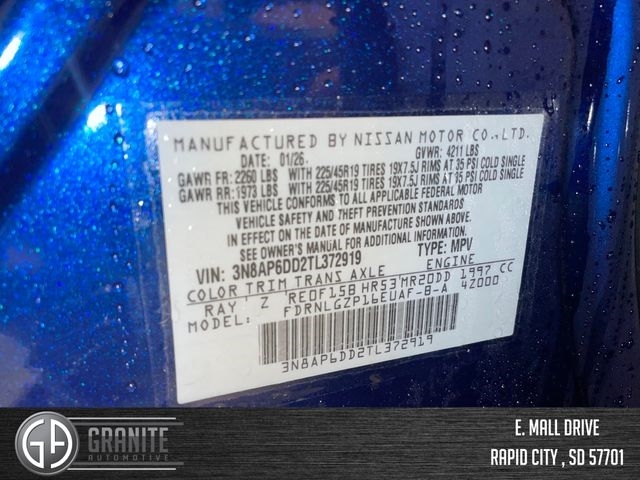 MANUFACTURED BY NISSAN MOTOR CO.,LTD.
DATE 01/26 GVWR: 4211 LBS
GAWR FR: 2260 LBS WITH 225/45R19 TIRES 19X7.5J RIMS AT 35 PSI COLD SINGLE
GAWR RR: 1973 LBS WITH 225/45R19 TIRES 19X7.5J RIMS AT 35 PSI COLD SINGLE
THIS VEHICLE CONFORMS TO ALL APPLICABLE FEDERAL MOTOR
VEHICLE SAFETY AND THEFT PREVENTION STANDARDS
IN EFFECT ON THE DATE OF MANUFACTURE SHOWN ABOVE.
SEE OWNER'S MANUAL FOR ADDITIONAL INFORMATION.
VIN: 3N8AP6DD2TL372919 TYPE: MPV
COLOR TRIM TRANS AXLE ENGINE
RAY Z RE0F15B HR53 MR20DD 1997 CC
MODEL: FDRNLGZP16EUAF-B-A 4Z000
3N8AP6DD2TL372919
GA GRANITE
AUTOMOTIVE
E. MALL DRIVE
RAPID CITY , SD 57701